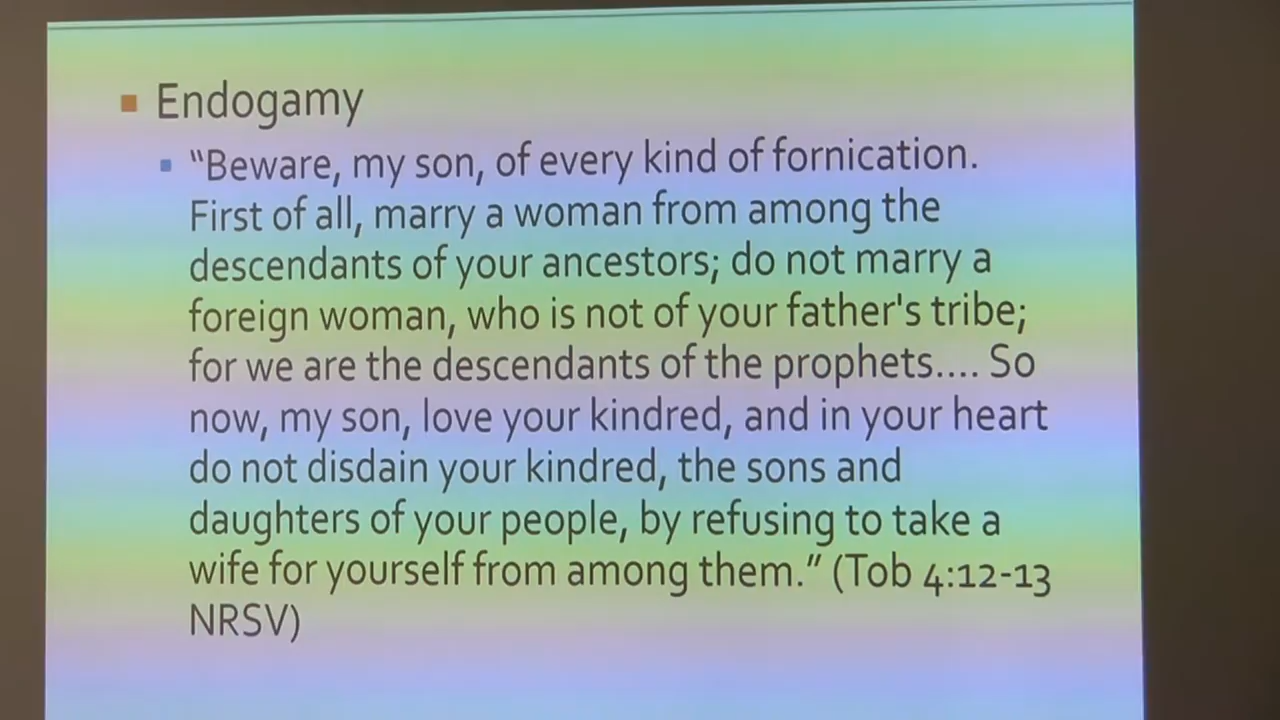 Endogamy
“Beware, my son, of every kind of fornication.
First of all, marry a woman from among the
descendants of your ancestors; do not marry a
foreign woman, who is not of your father's tribe;
for we are the descendants of the prophets.... So
now, my son, love your kindred, and in your heart
do not disdain your kindred, the sons and
daughters of your people, by refusing to take a
wife for yourself from among them.” (Tob 4:12-13
NRSV)